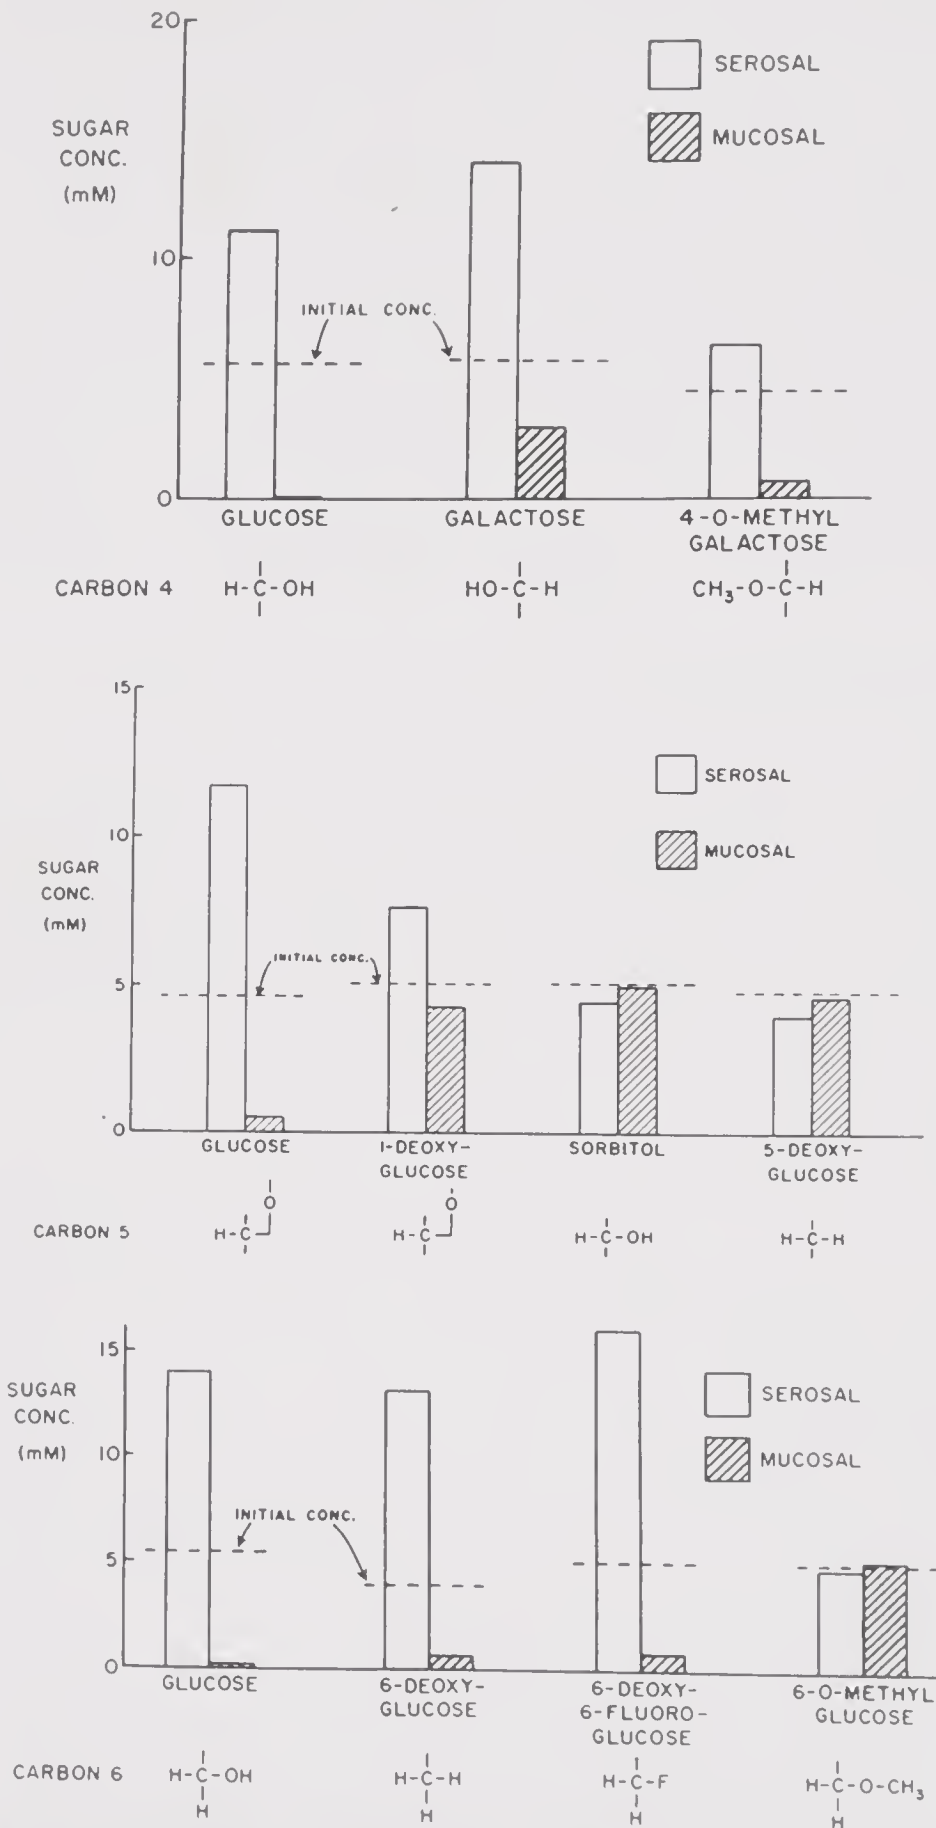 20
SEROSAL
MUCOSAL
SUGAR
CONC.
(mM)
10
INITIAL CONC.
0
GLUCOSE
GALACTOSE
4-O-METHYL
GALACTOSE
CARBON 4
H-C-OH
HO-C-H
CH₃-O-C-H
15
SEROSAL
MUCOSAL
10
SUGAR
CONC.
(mM)
INITIAL CONC.
5
0
GLUCOSE
1-DEOXY-
GLUCOSE
SORBITOL
5-DEOXY-
GLUCOSE
O
O
CARBON 5
H-C
H-C
H-C-OH
H-C-H
15
SUGAR
CONC.
(mM)
SEROSAL
MUCOSAL
10
INITIAL CONC.
5
0
GLUCOSE
6-DEOXY-
GLUCOSE
6-DEOXY-
6-FLUORO-
GLUCOSE
6-O-METHYL
GLUCOSE
CARBON 6
H-C-OH
H
H-C-H
H
H-C-F
H
H-C-O-CH₃
H